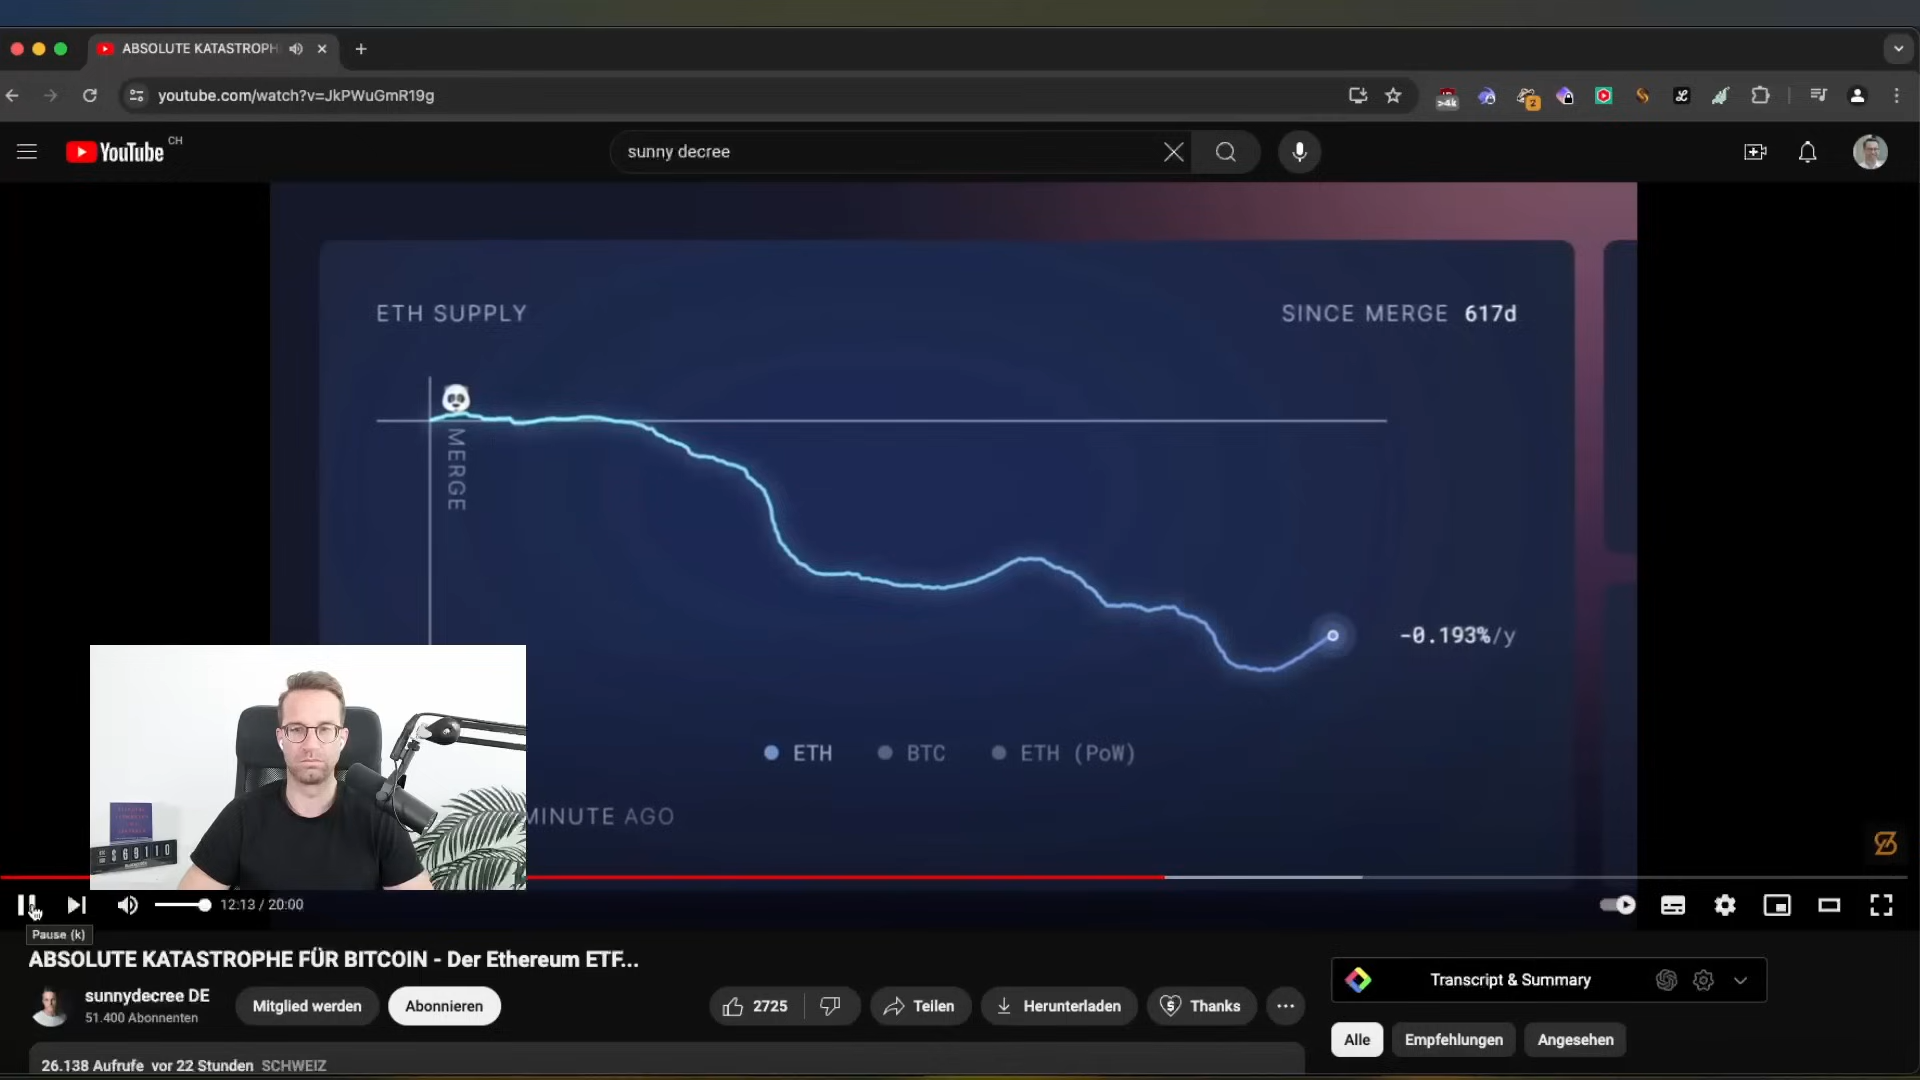 ABSOLUTE KATASTROPH
youtube.com/watch?v=JkPWuGmR19g
>4k
2
YouTube CH
sunny decree
ETH SUPPLY
SINCE MERGE 617d
MERGE
-0.193%/y
ETH
BTC
ETH (PoW)
MINUTE AGO
$69110
12:13 / 20:00
Pause (k)
ABSOLUTE KATASTROPHE FÜR BITCOIN - Der Ethereum ETF...
sunnydecree DE
51.400 Abonnenten
Mitglied werden
Abonnieren
2725
Teilen
Herunterladen
Thanks
Transcript & Summary
Alle
Empfehlungen
Angesehen
26.138 Aufrufe vor 22 Stunden SCHWEIZ